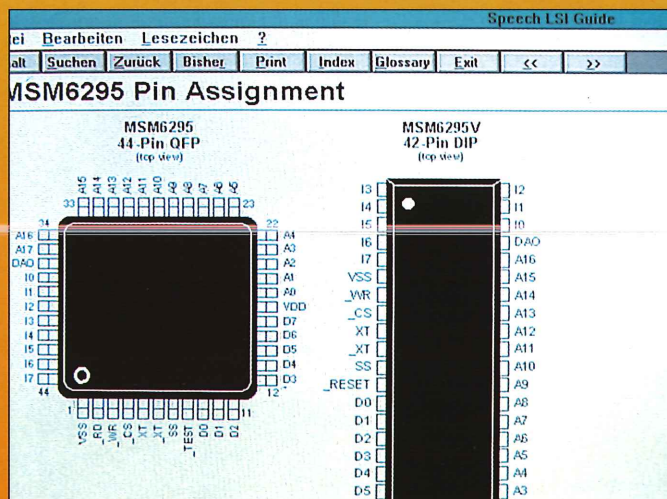 Speech LSI Guide
ei Bearbeiten Lesezeichen ?
alt Suchen Zurück Bisher Print Index Glossary Exit << >>
MSM6295 Pin Assignment
MSM6295
44-Pin QFP
(top view)
A15 A14 A13 A12 A11 A10 A9 A8 A7 A6 A5
33 23
34 22
A16 A4
A17 A3
DAO A2
I0 A1
I1 A0
I2 VDD
I3 D7
I4 D6
I5 D5
I6 D4
I7 D3
44 12
1 11
VSS _RD _WR _CS XT _XT SS _TEST D0 D1 D2
MSM6295V
42-Pin DIP
(top view)
I3 I2
I4 I1
I5 I0
I6 DAO
I7 A16
VSS A15
_WR A14
_CS A13
XT A12
_XT A11
SS A10
_RESET A9
D0 A8
D1 A7
D2 A6
D3 A5
D4 A4
D5 A3